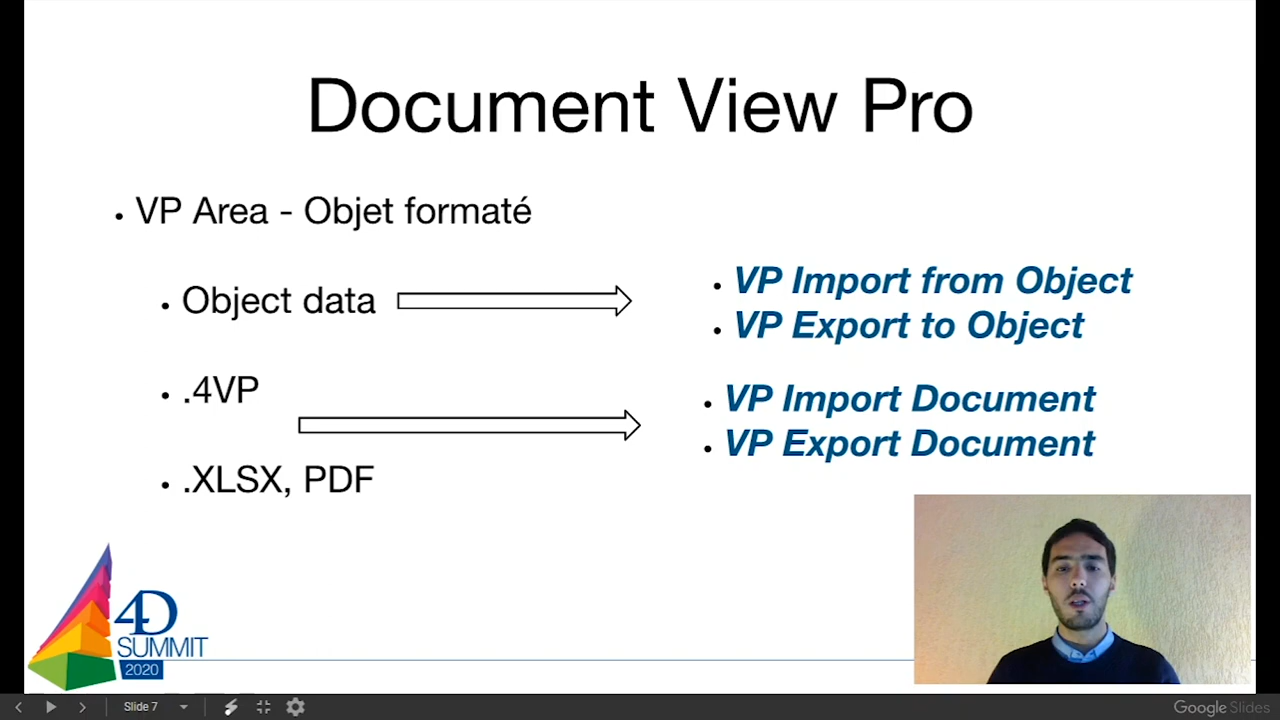 Document View Pro
VP Area - Objet formaté
Object data
VP Import from Object
VP Export to Object
.4VP
VP Import Document
VP Export Document
.XLSX, PDF
4D
SUMMIT
2020
Slide 7
Google Slides